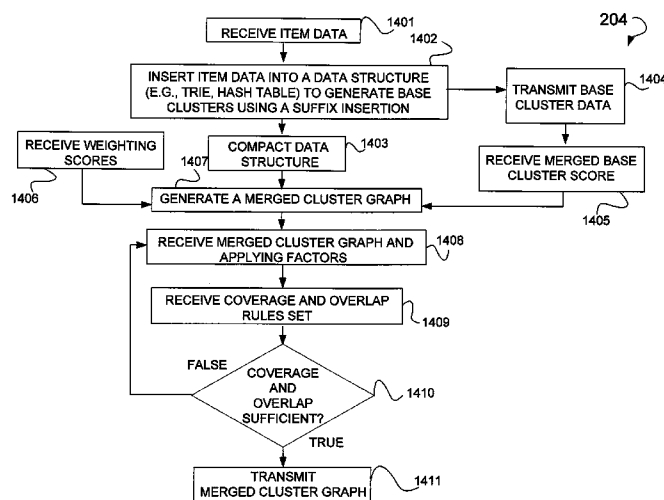 204
RECEIVE ITEM DATA
1401
INSERT ITEM DATA INTO A DATA STRUCTURE
(E.G., TRIE, HASH TABLE) TO GENERATE BASE
CLUSTERS USING A SUFFIX INSERTION
1402
TRANSMIT BASE
CLUSTER DATA
1404
COMPACT DATA
STRUCTURE
1403
RECEIVE WEIGHTING
SCORES
1406
RECEIVE MERGED BASE
CLUSTER SCORE
1405
1407
GENERATE A MERGED CLUSTER GRAPH
RECEIVE MERGED CLUSTER GRAPH AND
APPLYING FACTORS
1408
RECEIVE COVERAGE AND OVERLAP
RULES SET
1409
FALSE
COVERAGE
AND
OVERLAP
SUFFICIENT?
1410
TRUE
TRANSMIT
MERGED CLUSTER GRAPH
1411